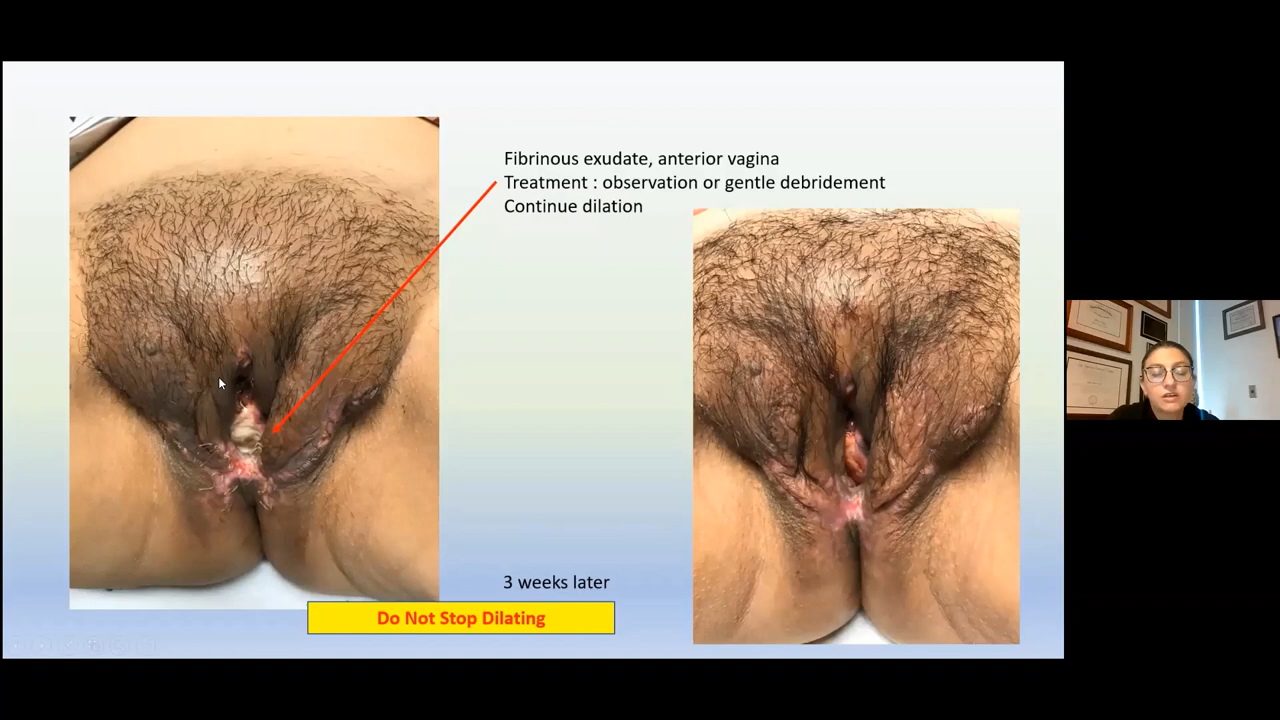 Fibrinous exudate, anterior vagina
Treatment : observation or gentle debridement
Continue dilation
3 weeks later
Do Not Stop Dilating